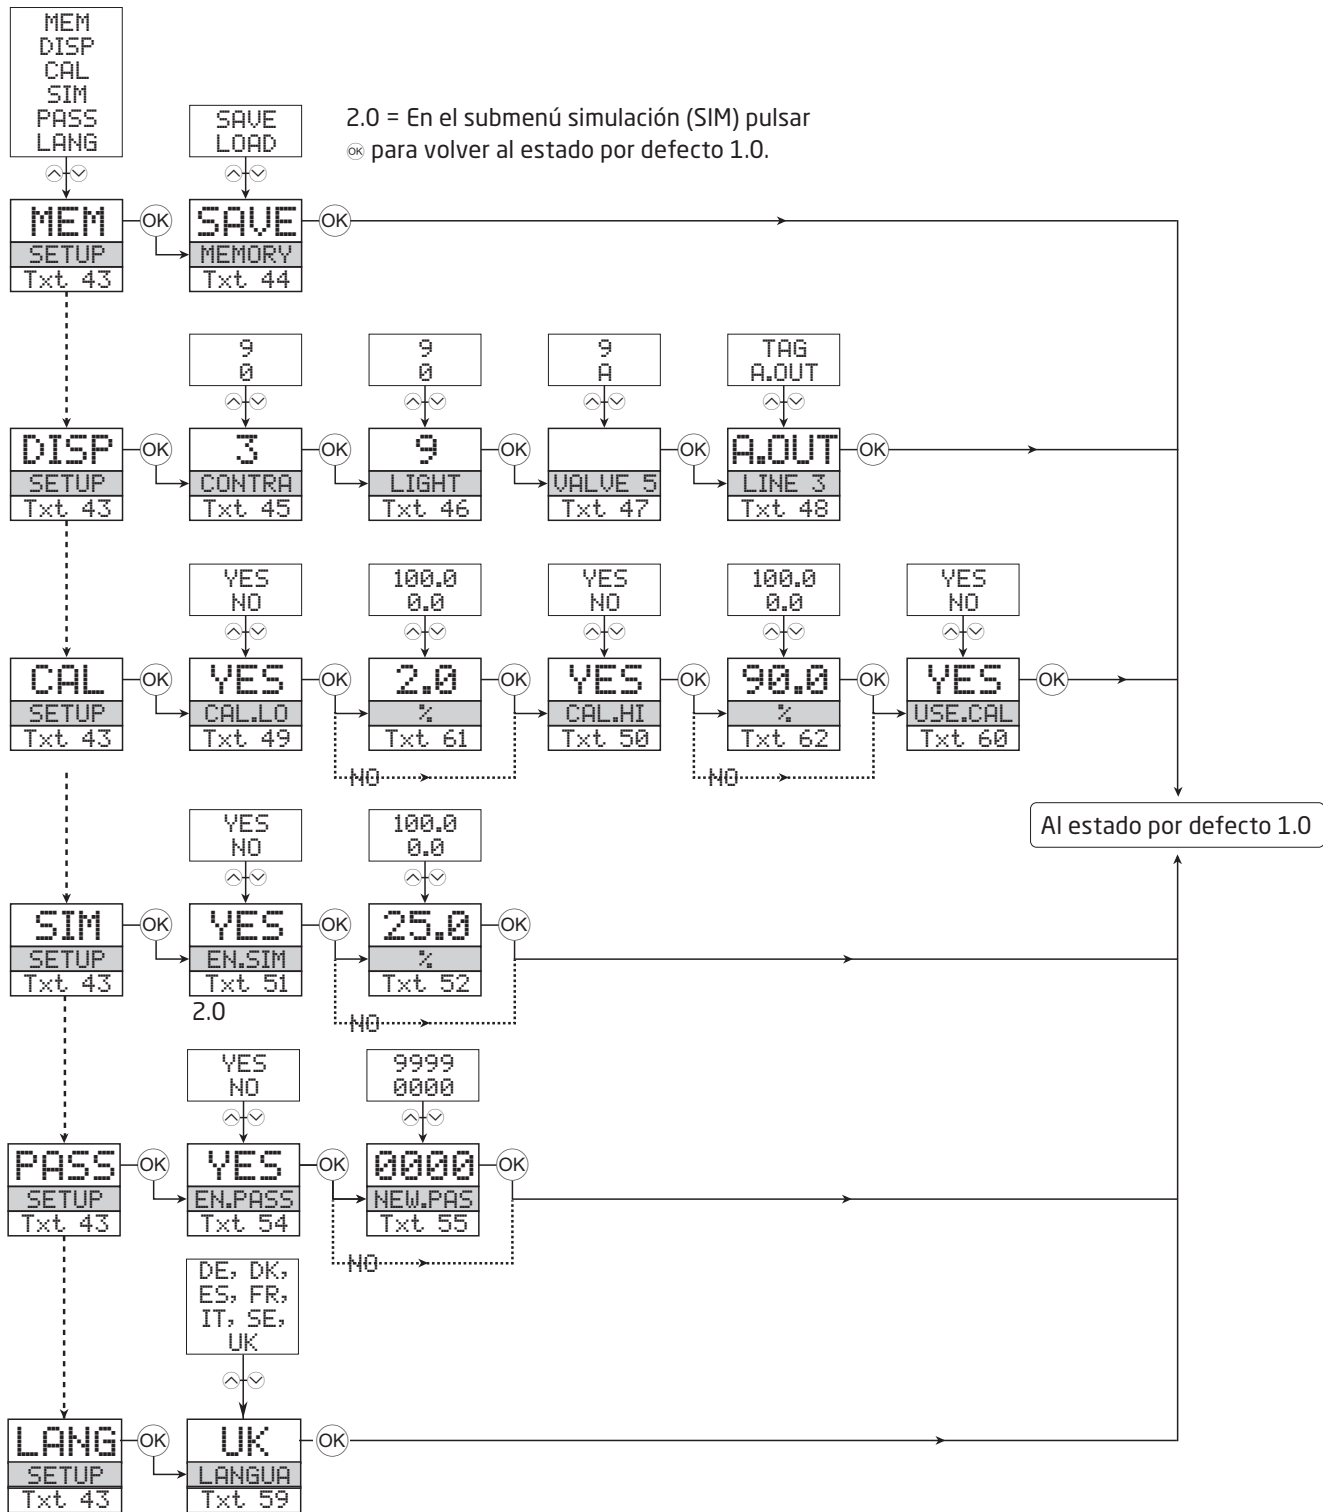 MEM
DISP
CAL
SIM
PASS
LANG
SAVE
LOAD
2.0 = En el submenú simulación (SIM) pulsar
OK para volver al estado por defecto 1.0.
MEM OK SAVE OK
SETUP MEMORY
Txt 43 Txt 44
9 9 9 TAG
0 0 A A.OUT
DISP OK 3 OK 9 OK OK A.OUT OK
SETUP CONTRA LIGHT VALVE 5 LINE 3
Txt 43 Txt 45 Txt 46 Txt 47 Txt 48
YES 100.0 YES 100.0 YES
NO 0.0 NO 0.0 NO
CAL OK YES OK 2.0 OK YES OK 90.0 OK YES OK
SETUP CAL.LO % CAL.HI % USE.CAL
Txt 43 Txt 49 Txt 61 Txt 50 Txt 62 Txt 60
NO NO
Al estado por defecto 1.0
YES 100.0
NO 0.0
SIM OK YES OK 25.0 OK
SETUP EN.SIM %
Txt 43 Txt 51 Txt 52
2.0
NO
YES 9999
NO 0000
PASS OK YES OK 0000 OK
SETUP EN.PASS NEW.PAS
Txt 43 Txt 54 Txt 55
NO
DE, DK,
ES, FR,
IT, SE,
UK
LANG OK UK OK
SETUP LANGUA
Txt 43 Txt 59